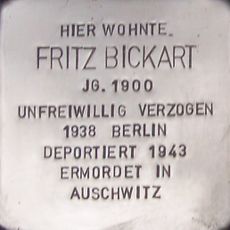 HIER WOHNTE
FRITZ BICKART
JG. 1900
UNFREIWILLIG VERZOGEN
1938 BERLIN
DEPORTIERT 1943
ERMORDET IN
AUSCHWITZ